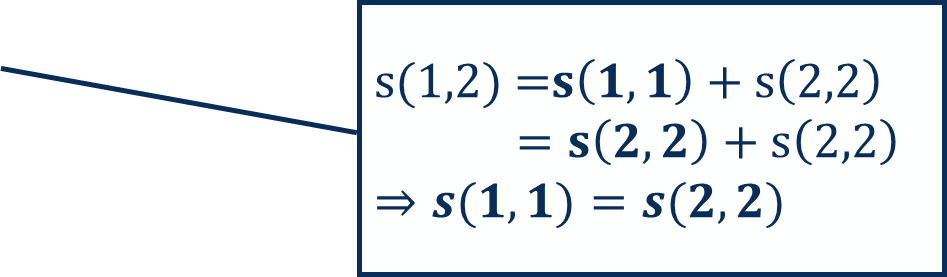 s(1,2) =s(1,1) + s(2,2)
= s(2,2) + s(2,2)
⇒ s(1,1) = s(2,2)